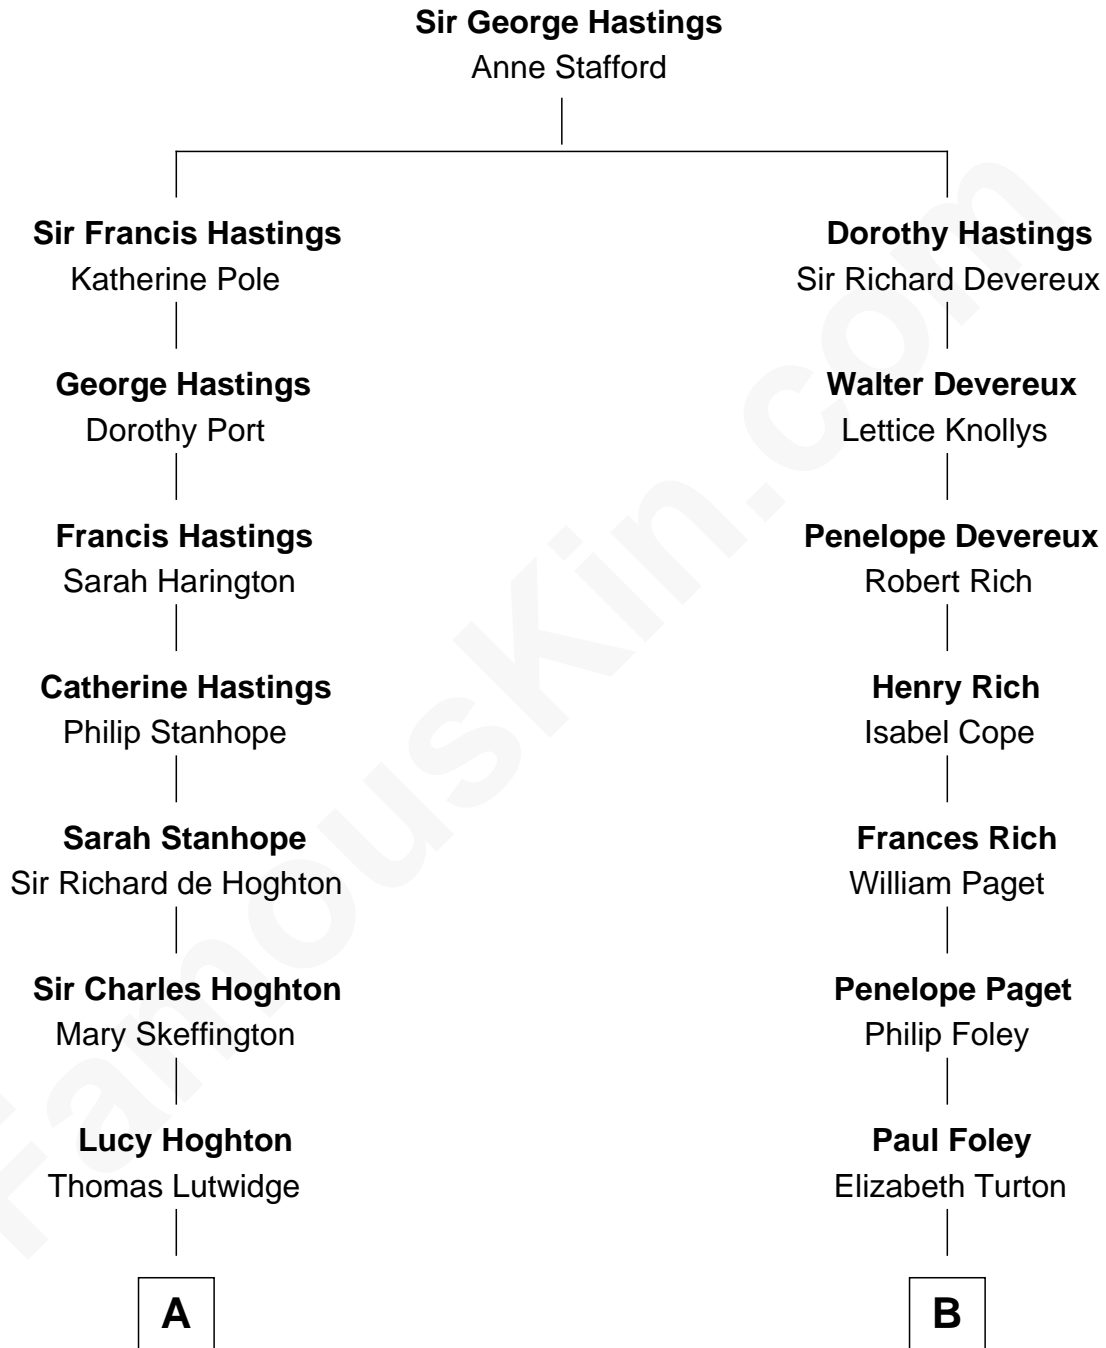 Sir George Hastings
Anne Stafford
Sir Francis Hastings
Katherine Pole
Dorothy Hastings
Sir Richard Devereux
George Hastings
Dorothy Port
Walter Devereux
Lettice Knollys
Francis Hastings
Sarah Harington
Penelope Devereux
Robert Rich
Catherine Hastings
Philip Stanhope
Henry Rich
Isabel Cope
Sarah Stanhope
Sir Richard de Hoghton
Frances Rich
William Paget
Sir Charles Hoghton
Mary Skeffington
Penelope Paget
Philip Foley
Lucy Hoghton
Thomas Lutwidge
Paul Foley
Elizabeth Turton
A
B
FamousKin.com